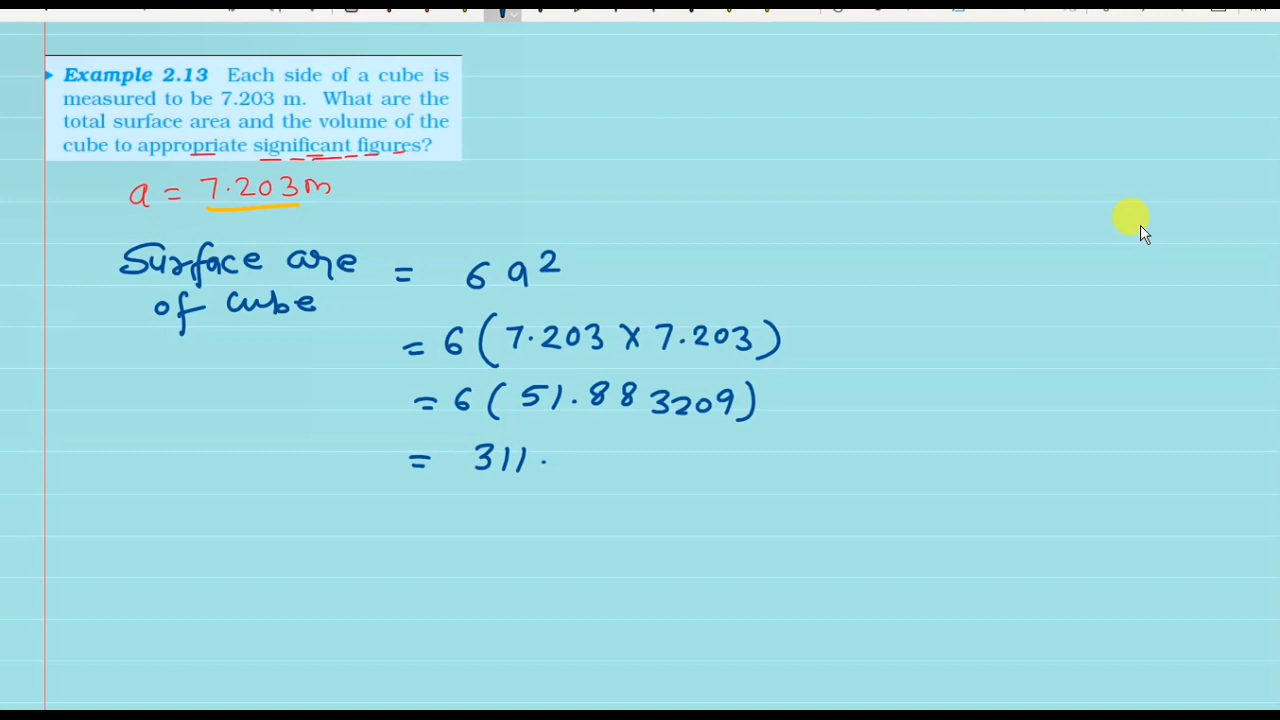 Example 2.13 Each side of a cube is
measured to be 7.203 m. What are the
total surface area and the volume of the
cube to appropriate significant figures?
a = 7.203m
Surface are = 6 a²
of cube
= 6 ( 7.203 X 7.203 )
= 6 ( 51.883209 )
= 311.